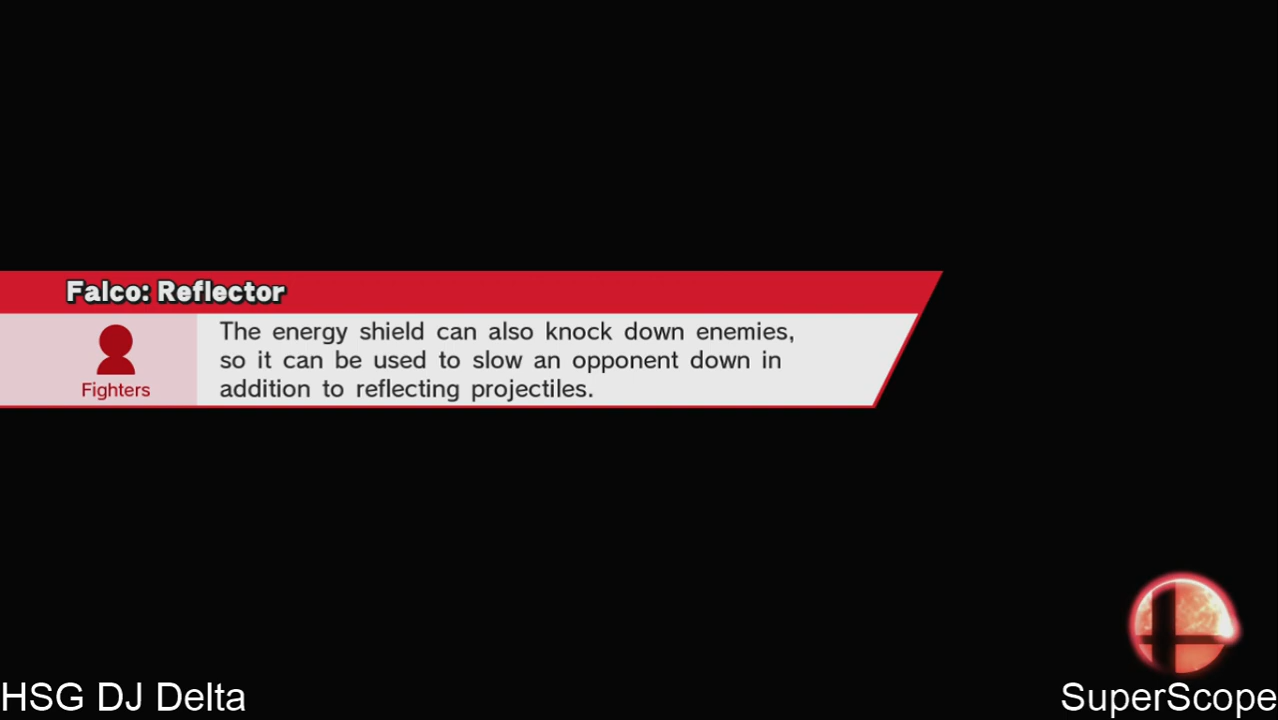 Falco: Reflector
The energy shield can also knock down enemies,
so it can be used to slow an opponent down in
addition to reflecting projectiles.
Fighters
HSG DJ Delta
SuperScope